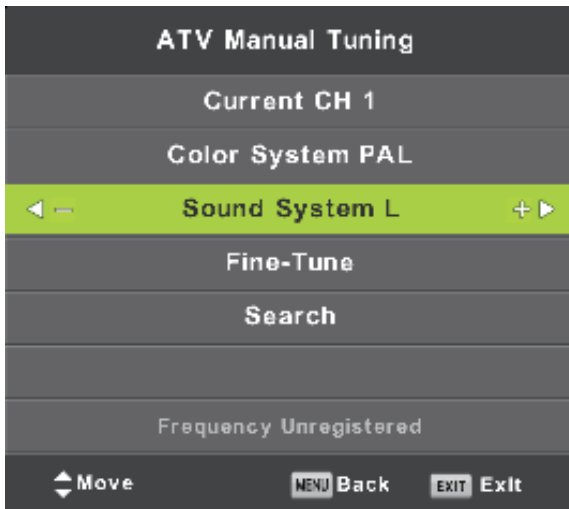 ATV Manual Tuning
Current CH 1
Color System PAL
− Sound System L +
Fine-Tune
Search
Frequency Unregistered
Move MENU Back EXIT Exit